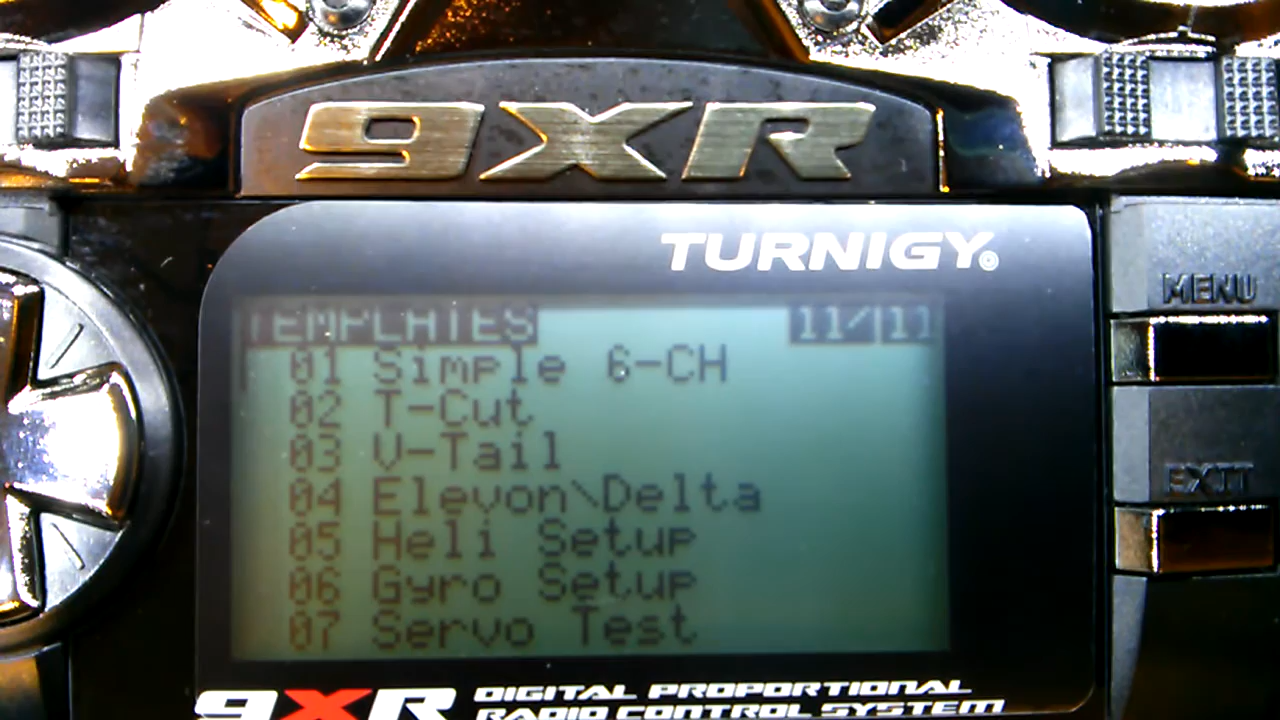 9XR
TURNIGY®
MENU
TEMPLATES 11/11
01 Simple 6-CH
02 T-Cut
03 V-Tail
04 Elevon\Delta
EXIT
05 Heli Setup
06 Gyro Setup
07 Servo Test
9XR DIGITAL PROPORTIONAL
RADIO CONTROL SYSTEM